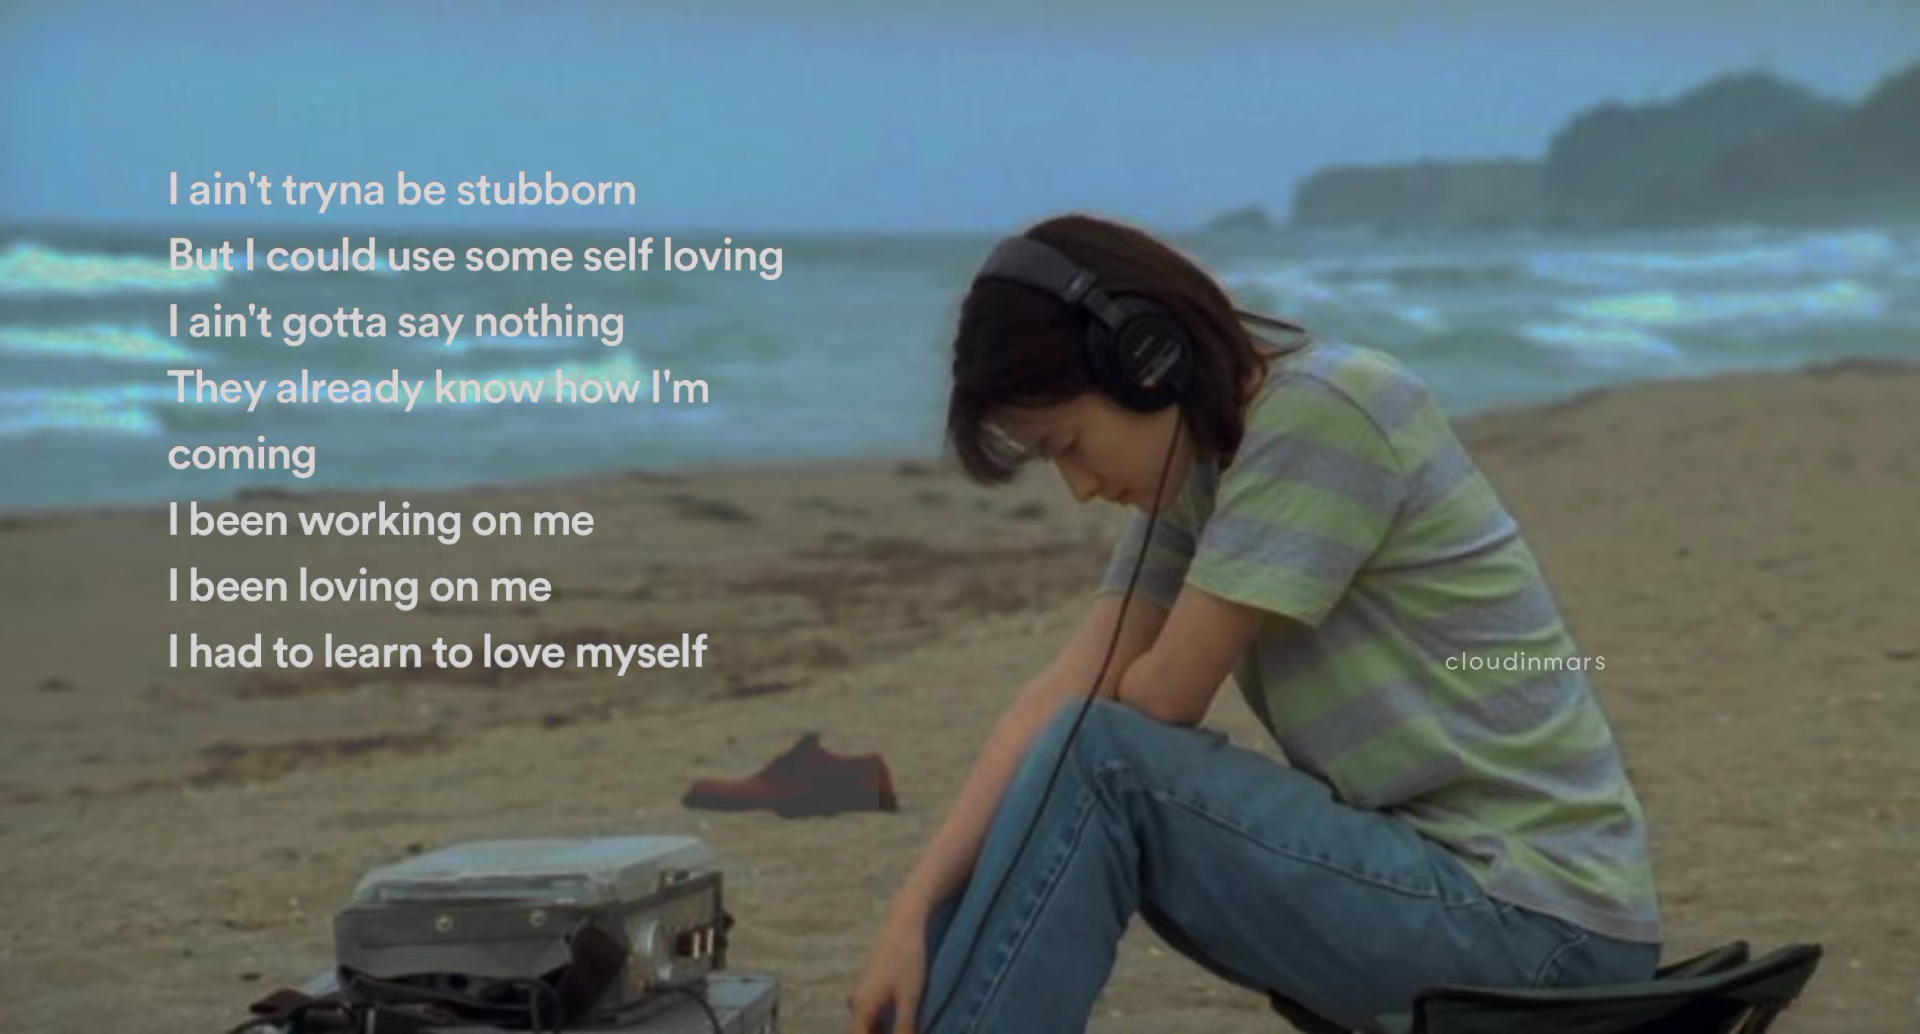 I ain't tryna be stubborn
But I could use some self loving
I ain't gotta say nothing
They already know how I'm
coming
I been working on me
I been loving on me
I had to learn to love myself
cloudinmars